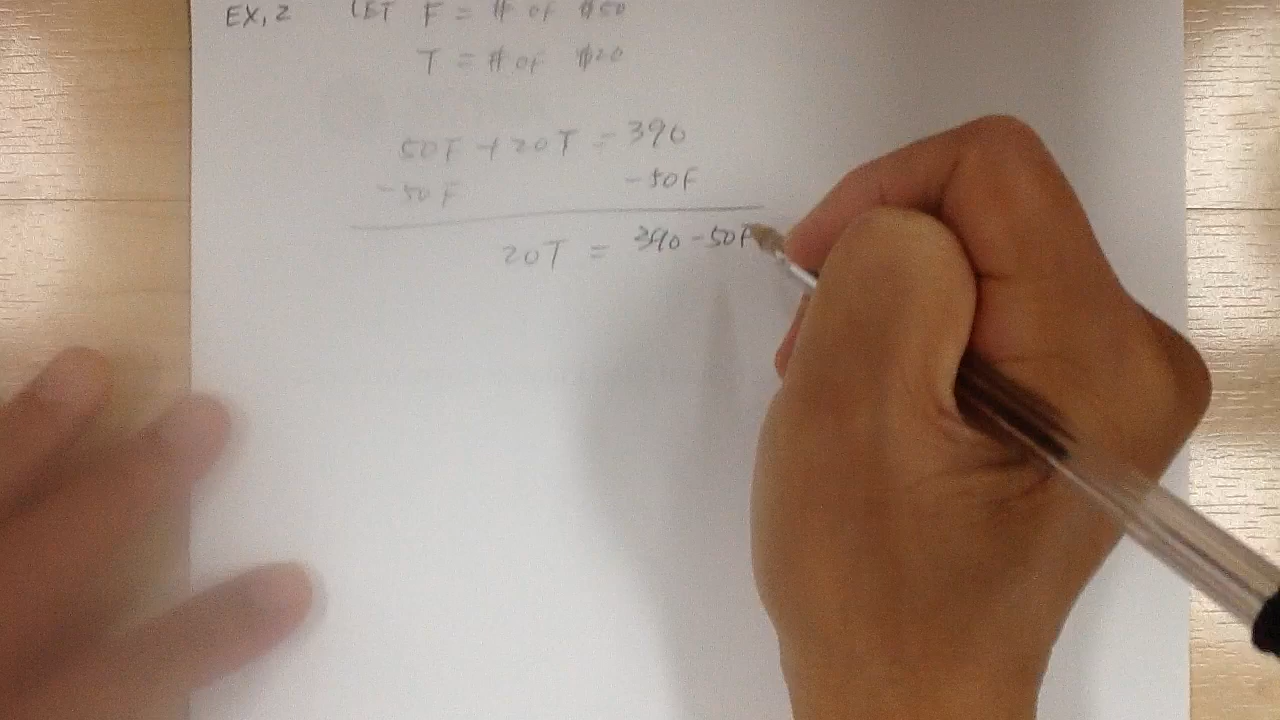 EX, 2 LET F = # OF $50
T = # OF $20
50F + 20T = 390
-50F -50F
20T = 390 - 50F